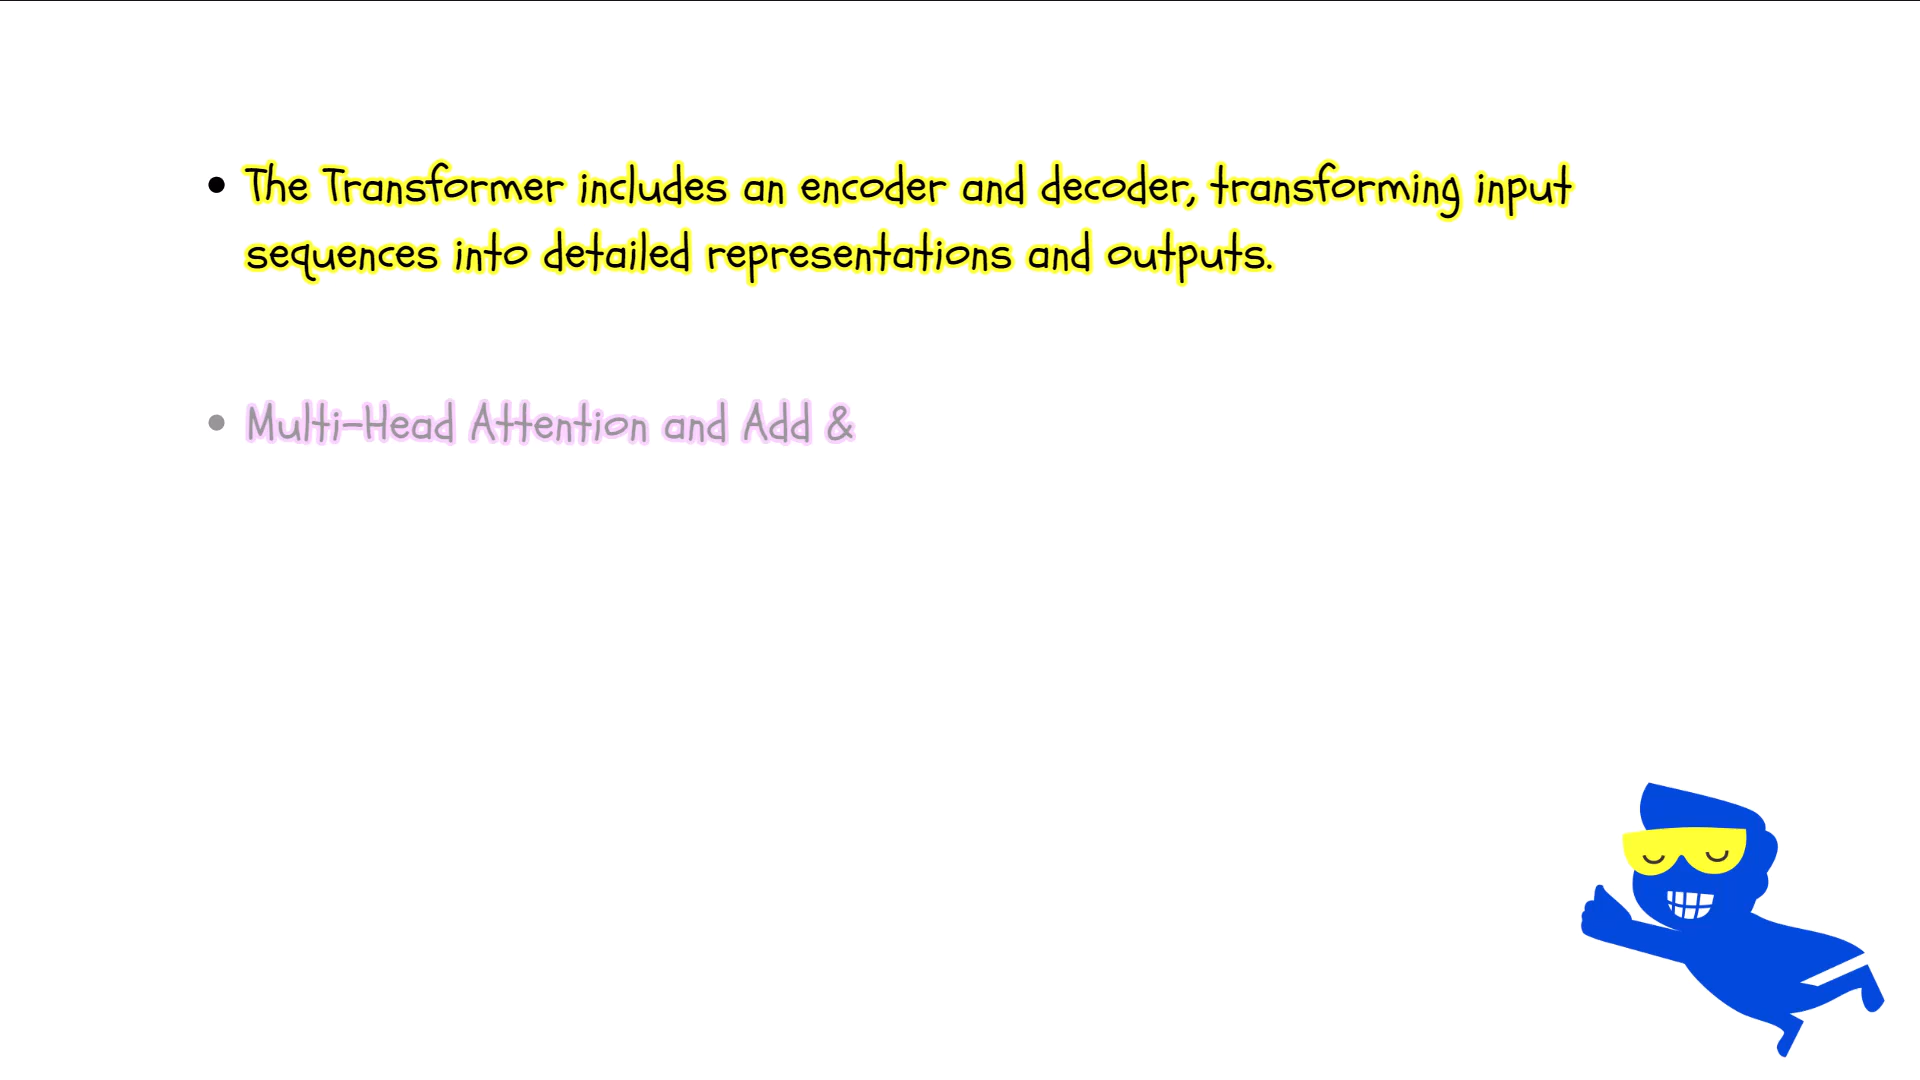 • The Transformer includes an encoder and decoder, transforming input
sequences into detailed representations and outputs.
• Multi-Head Attention and Add &